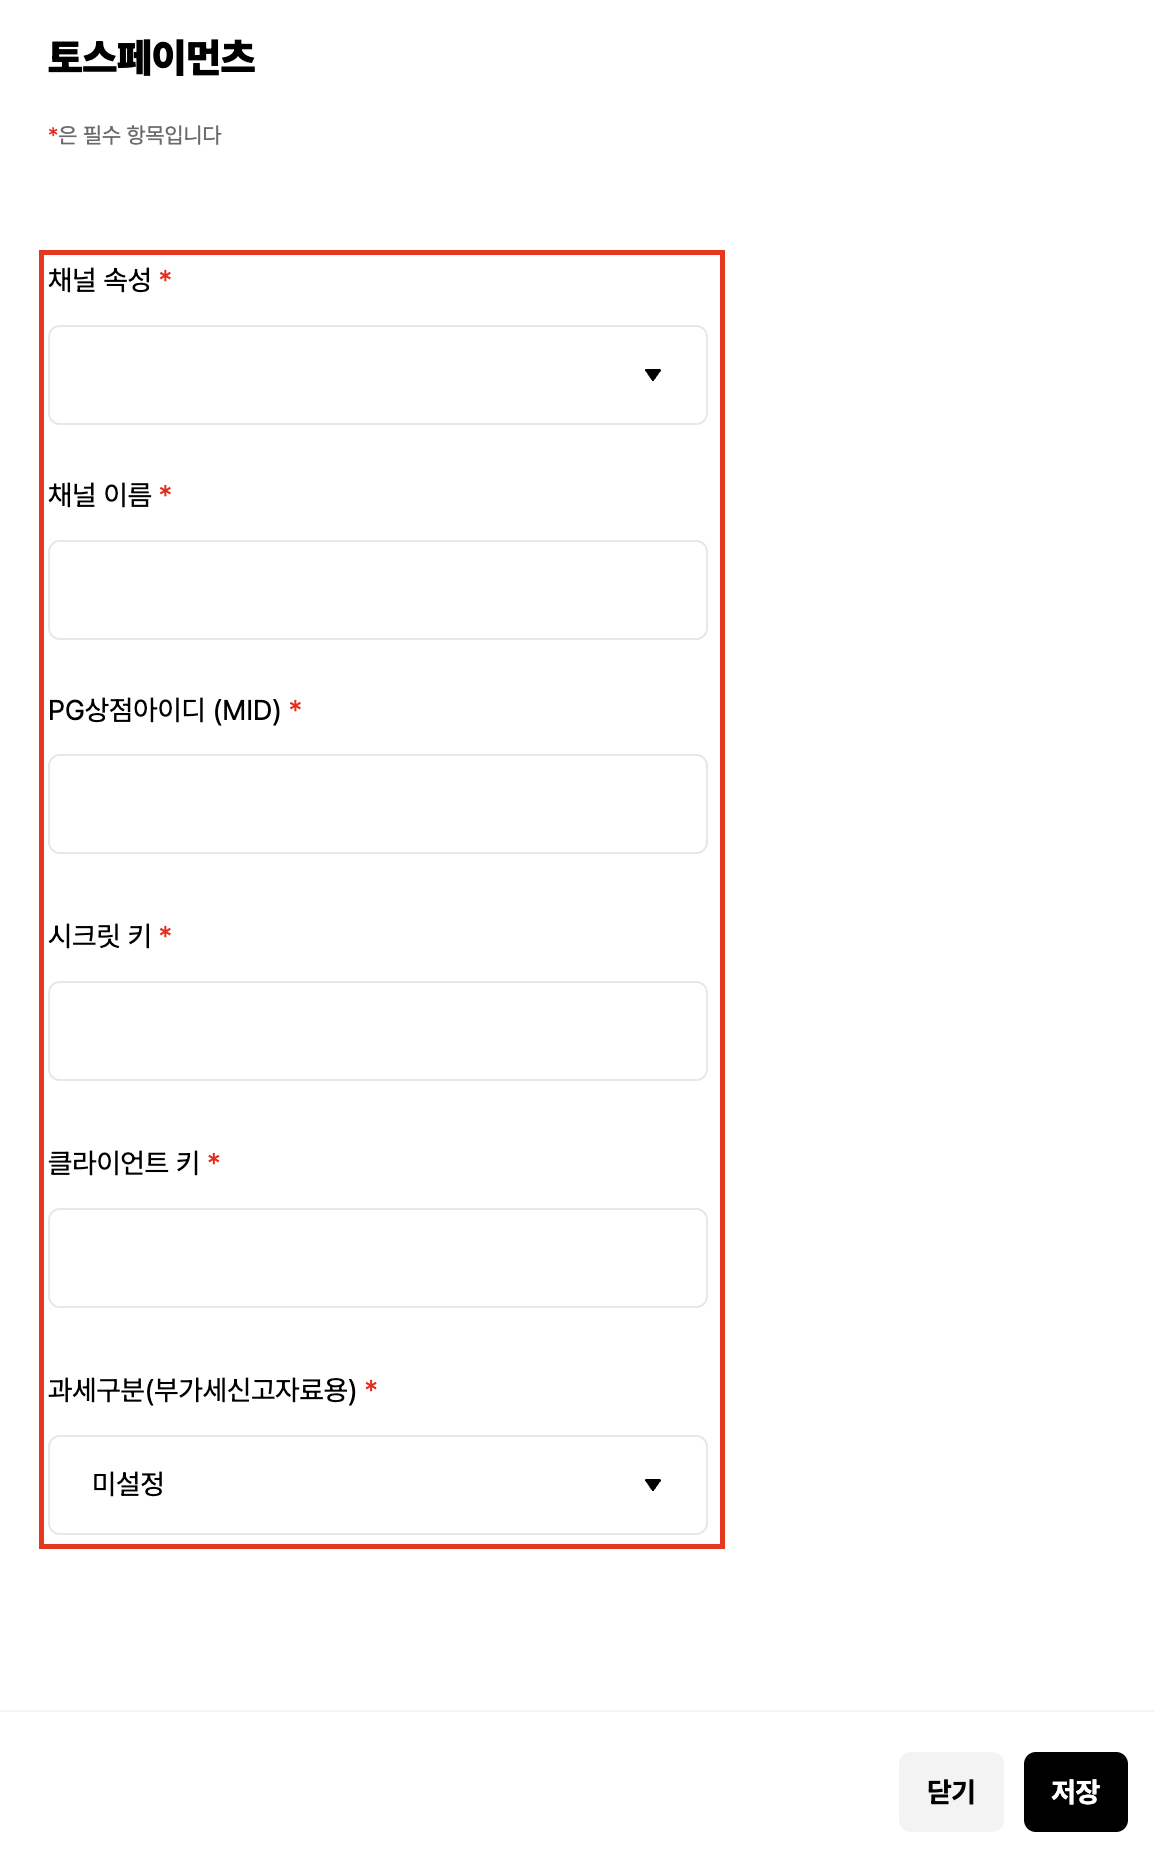 토스페이먼츠
*은 필수 항목입니다
채널 속성 *
채널 이름 *
PG상점아이디 (MID) *
시크릿 키 *
클라이언트 키 *
과세구분(부가세신고자료용) *
미설정
닫기
저장